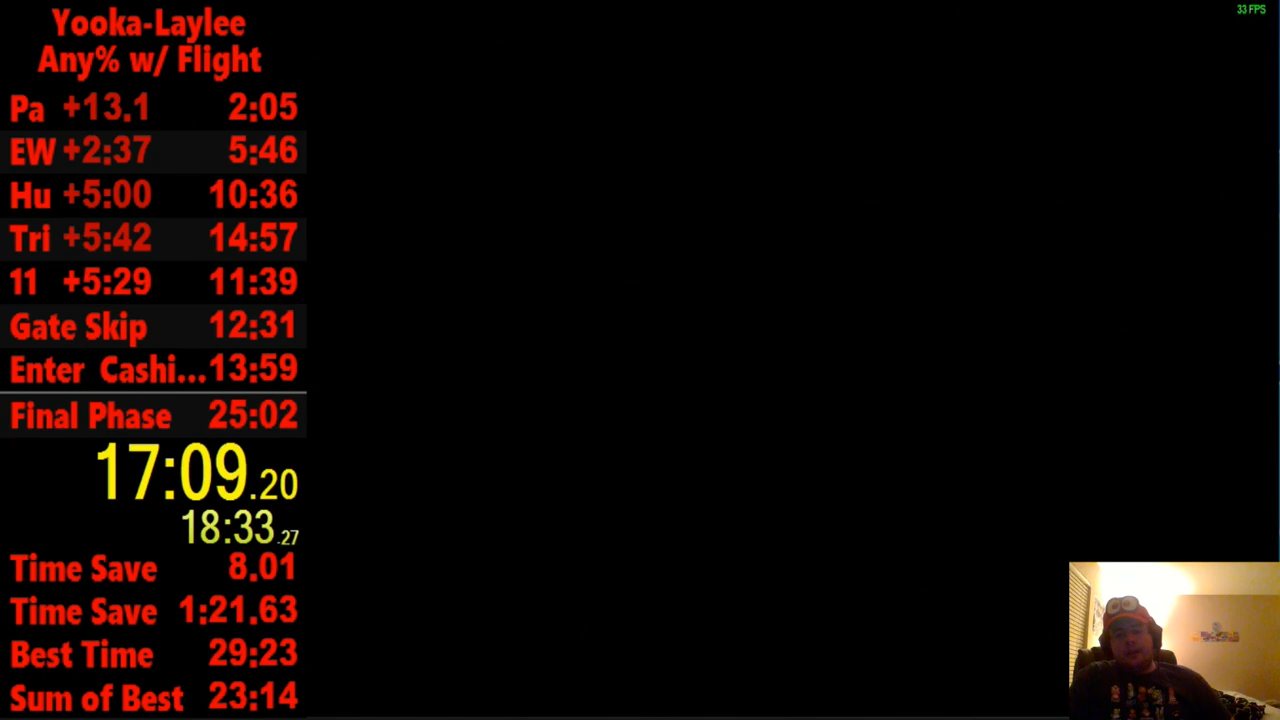 33 FPS
Yooka-Laylee
Any% w/ Flight
Pa +13.1 2:05
EW +2:37 5:46
Hu +5:00 10:36
Tri +5:42 14:57
11 +5:29 11:39
Gate Skip 12:31
Enter Cashi... 13:59
Final Phase 25:02
17:09.20
18:33.27
Time Save 8.01
Time Save 1:21.63
Best Time 29:23
Sum of Best 23:14